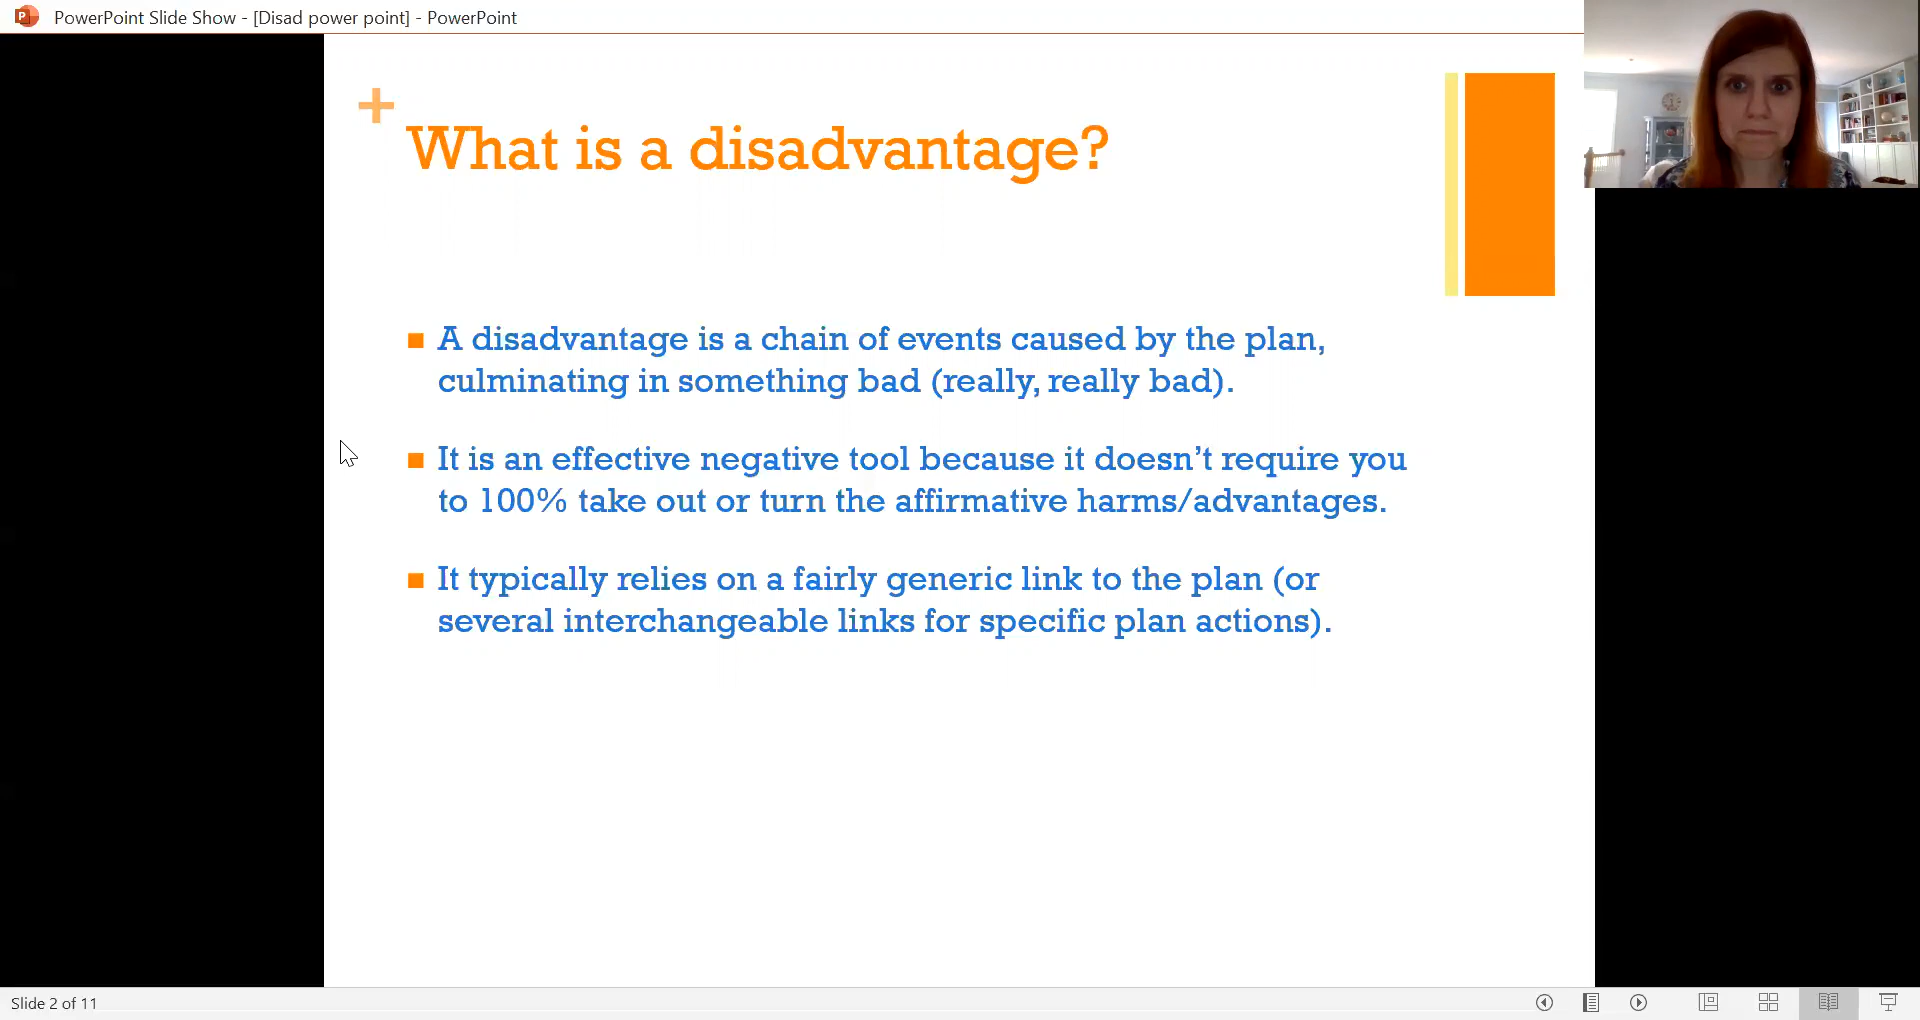 PowerPoint Slide Show - [Disad power point] - PowerPoint
+
What is a disadvantage?
A disadvantage is a chain of events caused by the plan,
culminating in something bad (really, really bad).
It is an effective negative tool because it doesn’t require you
to 100% take out or turn the affirmative harms/advantages.
It typically relies on a fairly generic link to the plan (or
several interchangeable links for specific plan actions).
Slide 2 of 11